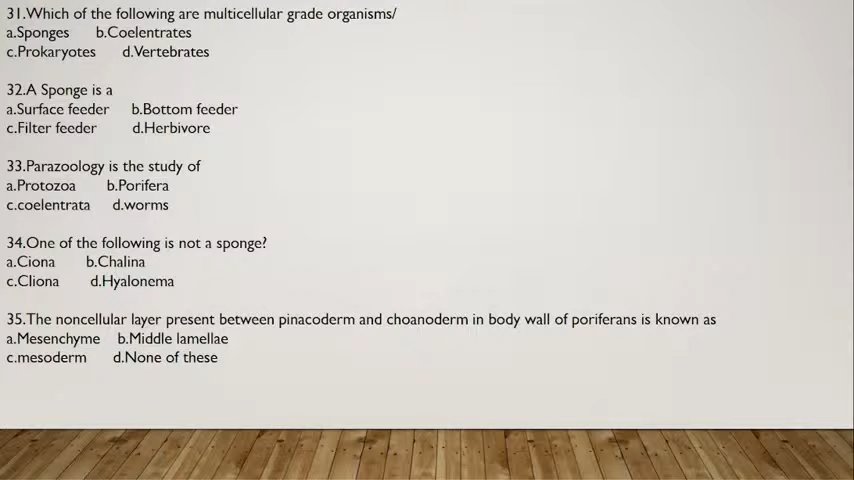 31.Which of the following are multicellular grade organisms/
a.Sponges b.Coelentrates
c.Prokaryotes d.Vertebrates
32.A Sponge is a
a.Surface feeder b.Bottom feeder
c.Filter feeder d.Herbivore
33.Parazoology is the study of
a.Protozoa b.Porifera
c.coelentrata d.worms
34.One of the following is not a sponge?
a.Ciona b.Chalina
c.Cliona d.Hyalonema
35.The noncellular layer present between pinacoderm and choanoderm in body wall of poriferans is known as
a.Mesenchyme b.Middle lamellae
c.mesoderm d.None of these